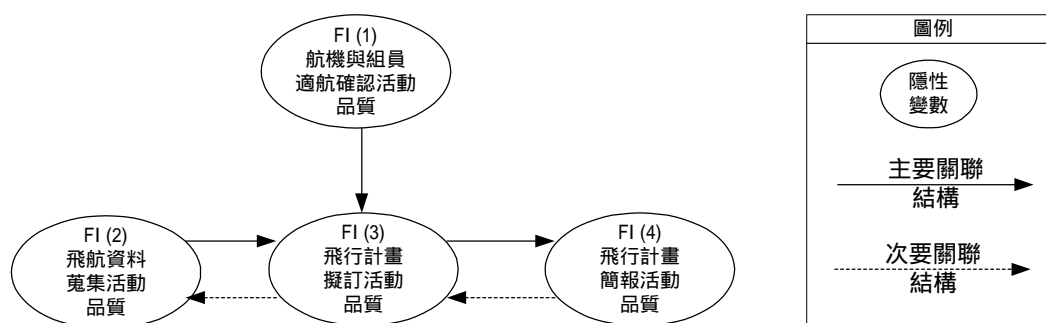 FI (1)
航機與組員
適航確認活動
品質
FI (2)
飛航資料
蒐集活動
品質
FI (3)
飛行計畫
擬訂活動
品質
FI (4)
飛行計畫
簡報活動
品質
圖例
隱性
變數
主要關聯
結構
次要關聯
結構